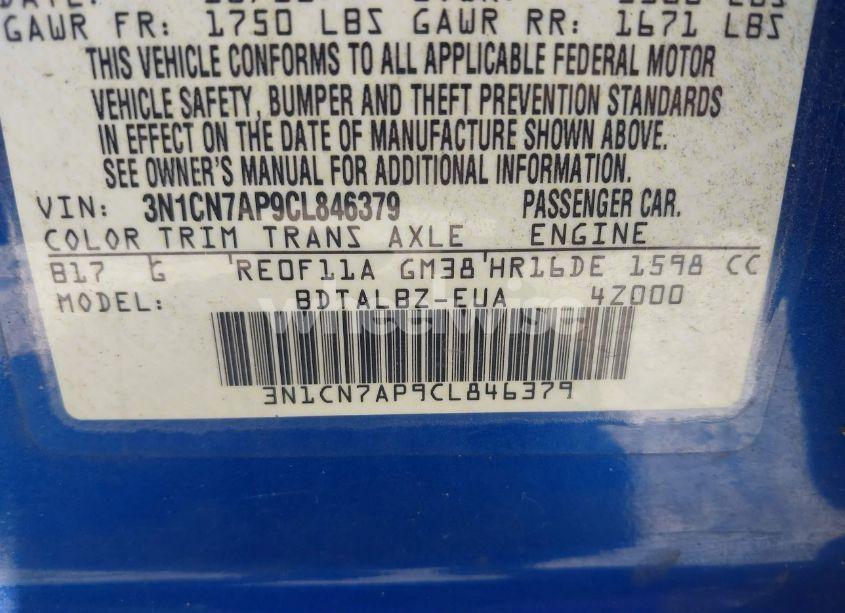 GAWR FR: 1750 LBS GAWR RR: 1671 LBS
THIS VEHICLE CONFORMS TO ALL APPLICABLE FEDERAL MOTOR
VEHICLE SAFETY, BUMPER AND THEFT PREVENTION STANDARDS
IN EFFECT ON THE DATE OF MANUFACTURE SHOWN ABOVE.
SEE OWNER'S MANUAL FOR ADDITIONAL INFORMATION.
VIN: 3N1CN7AP9CL846379 PASSENGER CAR.
COLOR TRIM TRANS AXLE ENGINE
B17 G RE0F11A GM38 HR16DE 1598 CC
MODEL: BDTALBZ-EUA 4Z000
wheelwise
3N1CN7AP9CL846379